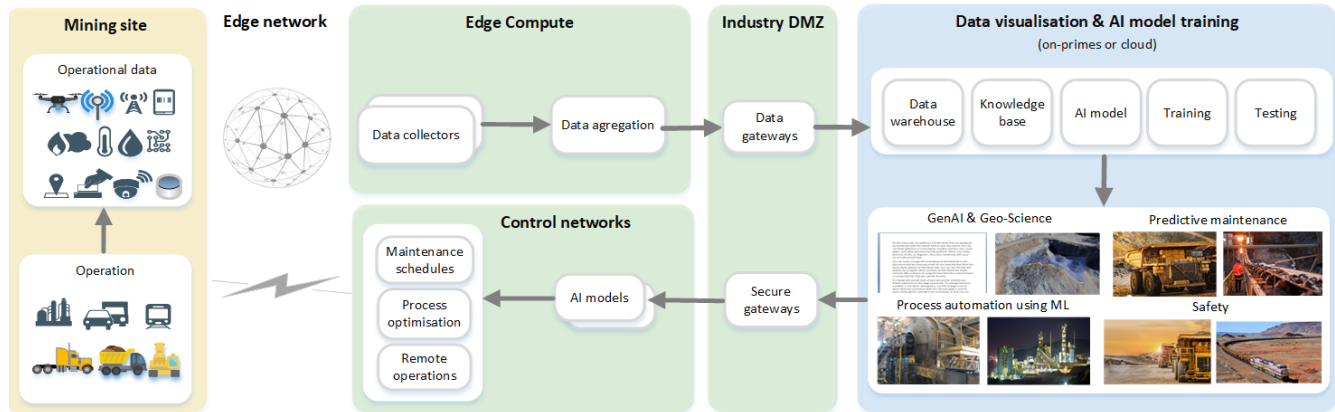 Mining site
Operational data
Operation
Edge network
Edge Compute
Data collectors
Data agregation
Industry DMZ
Data
gateways
Data visualisation & AI model training
(on-primes or cloud)
Data
warehouse
Knowledge
base
AI model
Training
Testing
Control networks
Maintenance
schedules
Process
optimisation
Remote
operations
AI models
Secure
gateways
GenAI & Geo-Science
Predictive maintenance
Process automation using ML
Safety